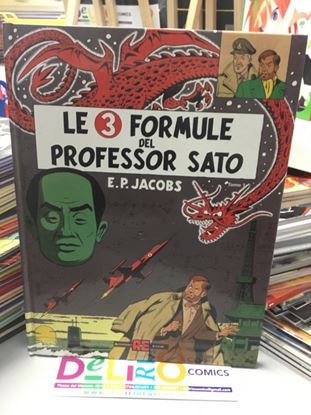 LE 3 FORMULE
DEL
PROFESSOR SATO
E.P. JACOBS
DeLIRIO
COMICS